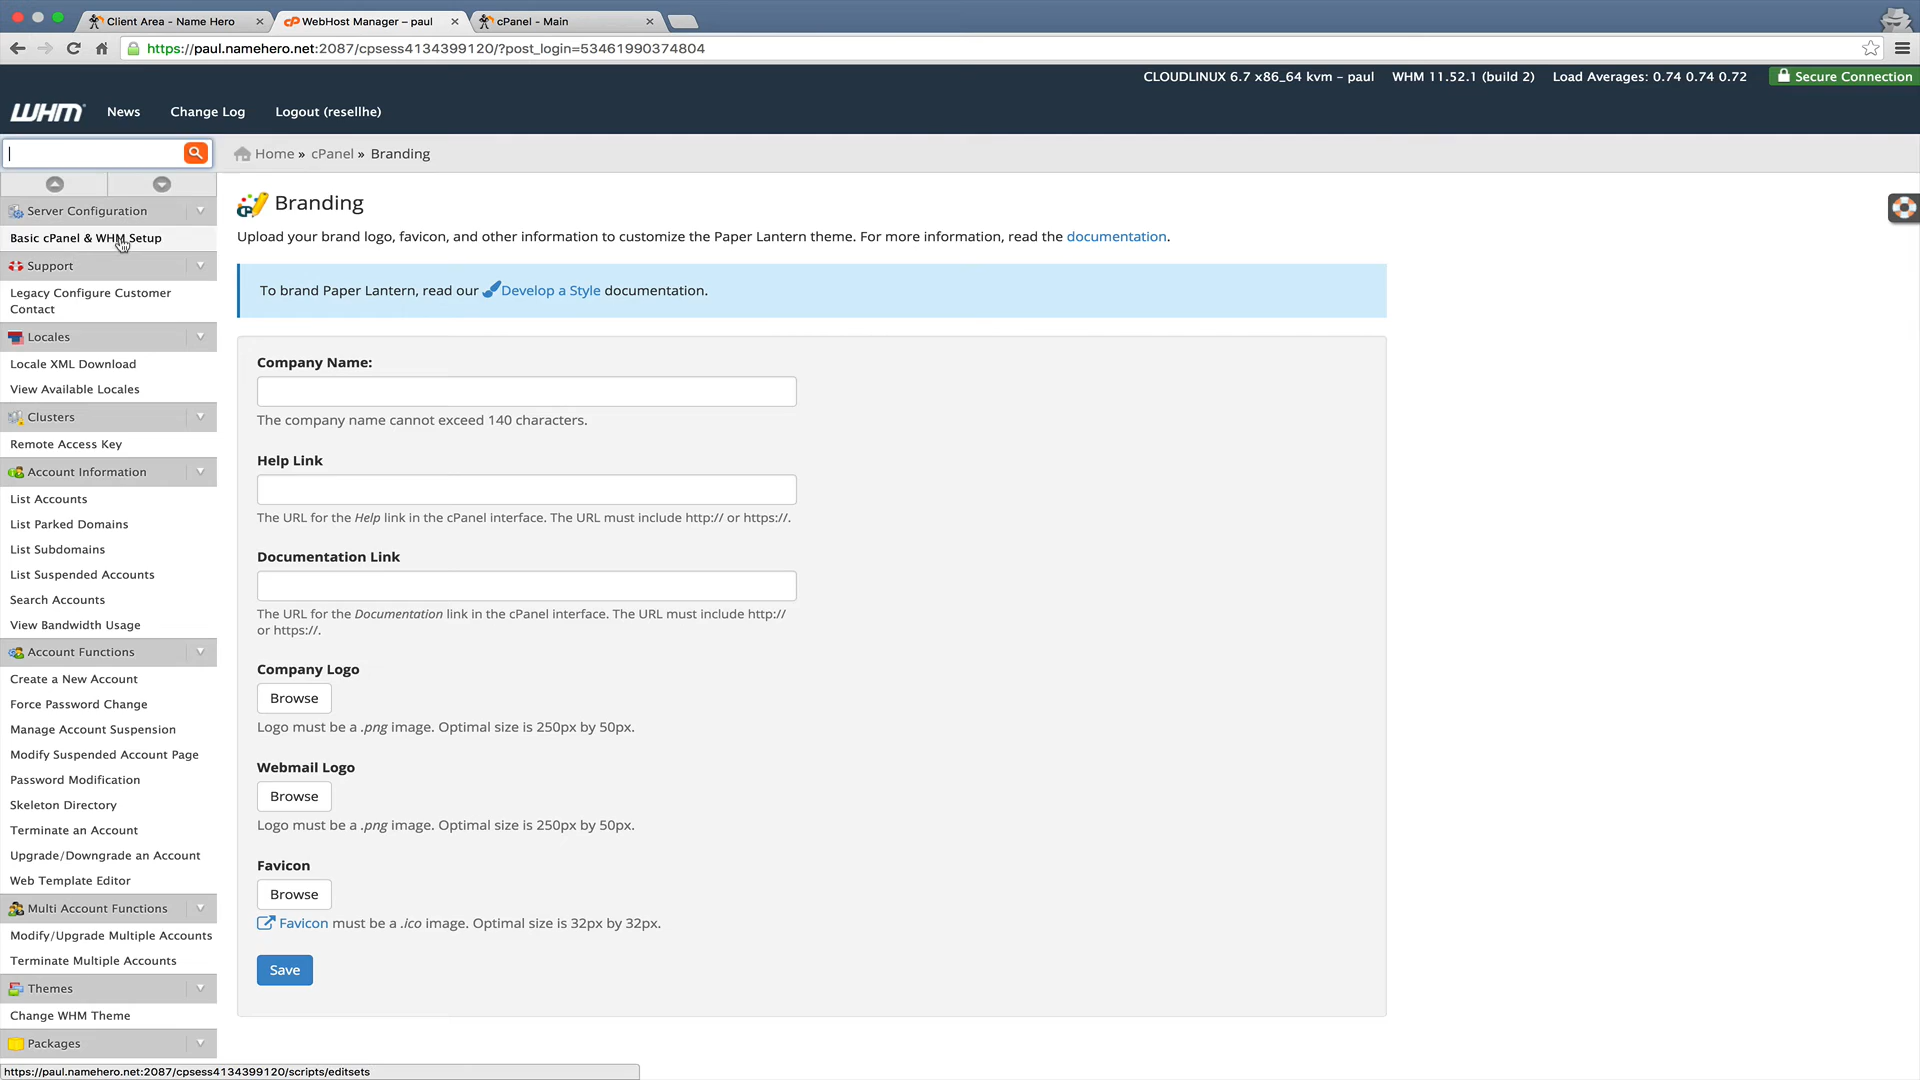 Client Area - Name Hero
WebHost Manager – paul
cPanel - Main
https://paul.namehero.net:2087/cpsess4134399120/?post_login=53461990374804
CLOUDLINUX 6.7 x86_64 kvm – paul
WHM 11.52.1 (build 2)
Load Averages: 0.74 0.74 0.72
Secure Connection
WHM
News
Change Log
Logout (resellhe)
Home » cPanel » Branding
Server Configuration
Basic cPanel & WHM Setup
Support
Legacy Configure Customer
Contact
Locales
Locale XML Download
View Available Locales
Clusters
Remote Access Key
Account Information
List Accounts
List Parked Domains
List Subdomains
List Suspended Accounts
Search Accounts
View Bandwidth Usage
Account Functions
Create a New Account
Force Password Change
Manage Account Suspension
Modify Suspended Account Page
Password Modification
Skeleton Directory
Terminate an Account
Upgrade/Downgrade an Account
Web Template Editor
Multi Account Functions
Modify/Upgrade Multiple Accounts
Terminate Multiple Accounts
Themes
Change WHM Theme
Packages
Branding
Upload your brand logo, favicon, and other information to customize the Paper Lantern theme. For more information, read the documentation.
To brand Paper Lantern, read our Develop a Style documentation.
Company Name:
The company name cannot exceed 140 characters.
Help Link
The URL for the Help link in the cPanel interface. The URL must include http:// or https://.
Documentation Link
The URL for the Documentation link in the cPanel interface. The URL must include http://
or https://.
Company Logo
Browse
Logo must be a .png image. Optimal size is 250px by 50px.
Webmail Logo
Browse
Logo must be a .png image. Optimal size is 250px by 50px.
Favicon
Browse
Favicon must be a .ico image. Optimal size is 32px by 32px.
Save
https://paul.namehero.net:2087/cpsess4134399120/scripts/editsets